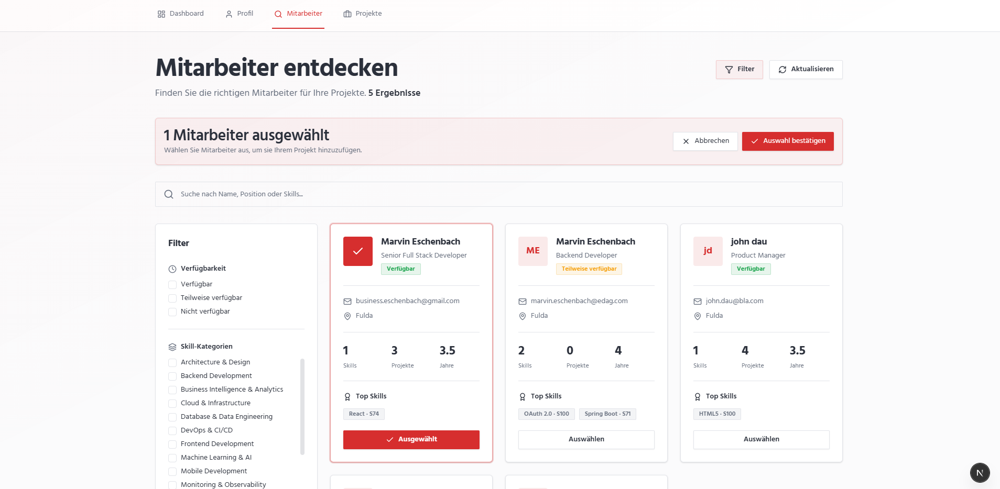 Dashboard
Profil
Mitarbeiter
Projekte
Mitarbeiter entdecken
Finden Sie die richtigen Mitarbeiter für Ihre Projekte. 5 Ergebnisse
Filter
Aktualisieren
1 Mitarbeiter ausgewählt
Wählen Sie Mitarbeiter aus, um sie Ihrem Projekt hinzuzufügen.
Abbrechen
Auswahl bestätigen
Suche nach Name, Position oder Skills...
Filter
Verfügbarkeit
Verfügbar
Teilweise verfügbar
Nicht verfügbar
Skill-Kategorien
Architecture & Design
Backend Development
Business Intelligence & Analytics
Cloud & Infrastructure
Database & Data Engineering
DevOps & CI/CD
Frontend Development
Machine Learning & AI
Mobile Development
Monitoring & Observability
Marvin Eschenbach
Senior Full Stack Developer
Verfügbar
business.eschenbach@gmail.com
Fulda
1 3 3.5
Skills Projekte Jahre
Top Skills
React · S74
Ausgewählt
ME
Marvin Eschenbach
Backend Developer
Teilweise verfügbar
marvin.eschenbach@edag.com
Fulda
2 0 4
Skills Projekte Jahre
Top Skills
OAuth 2.0 · S100 Spring Boot · S71
Auswählen
jd
john dau
Product Manager
Verfügbar
john.dau@bla.com
Fulda
1 4 3.5
Skills Projekte Jahre
Top Skills
HTML5 · S100
Auswählen
N